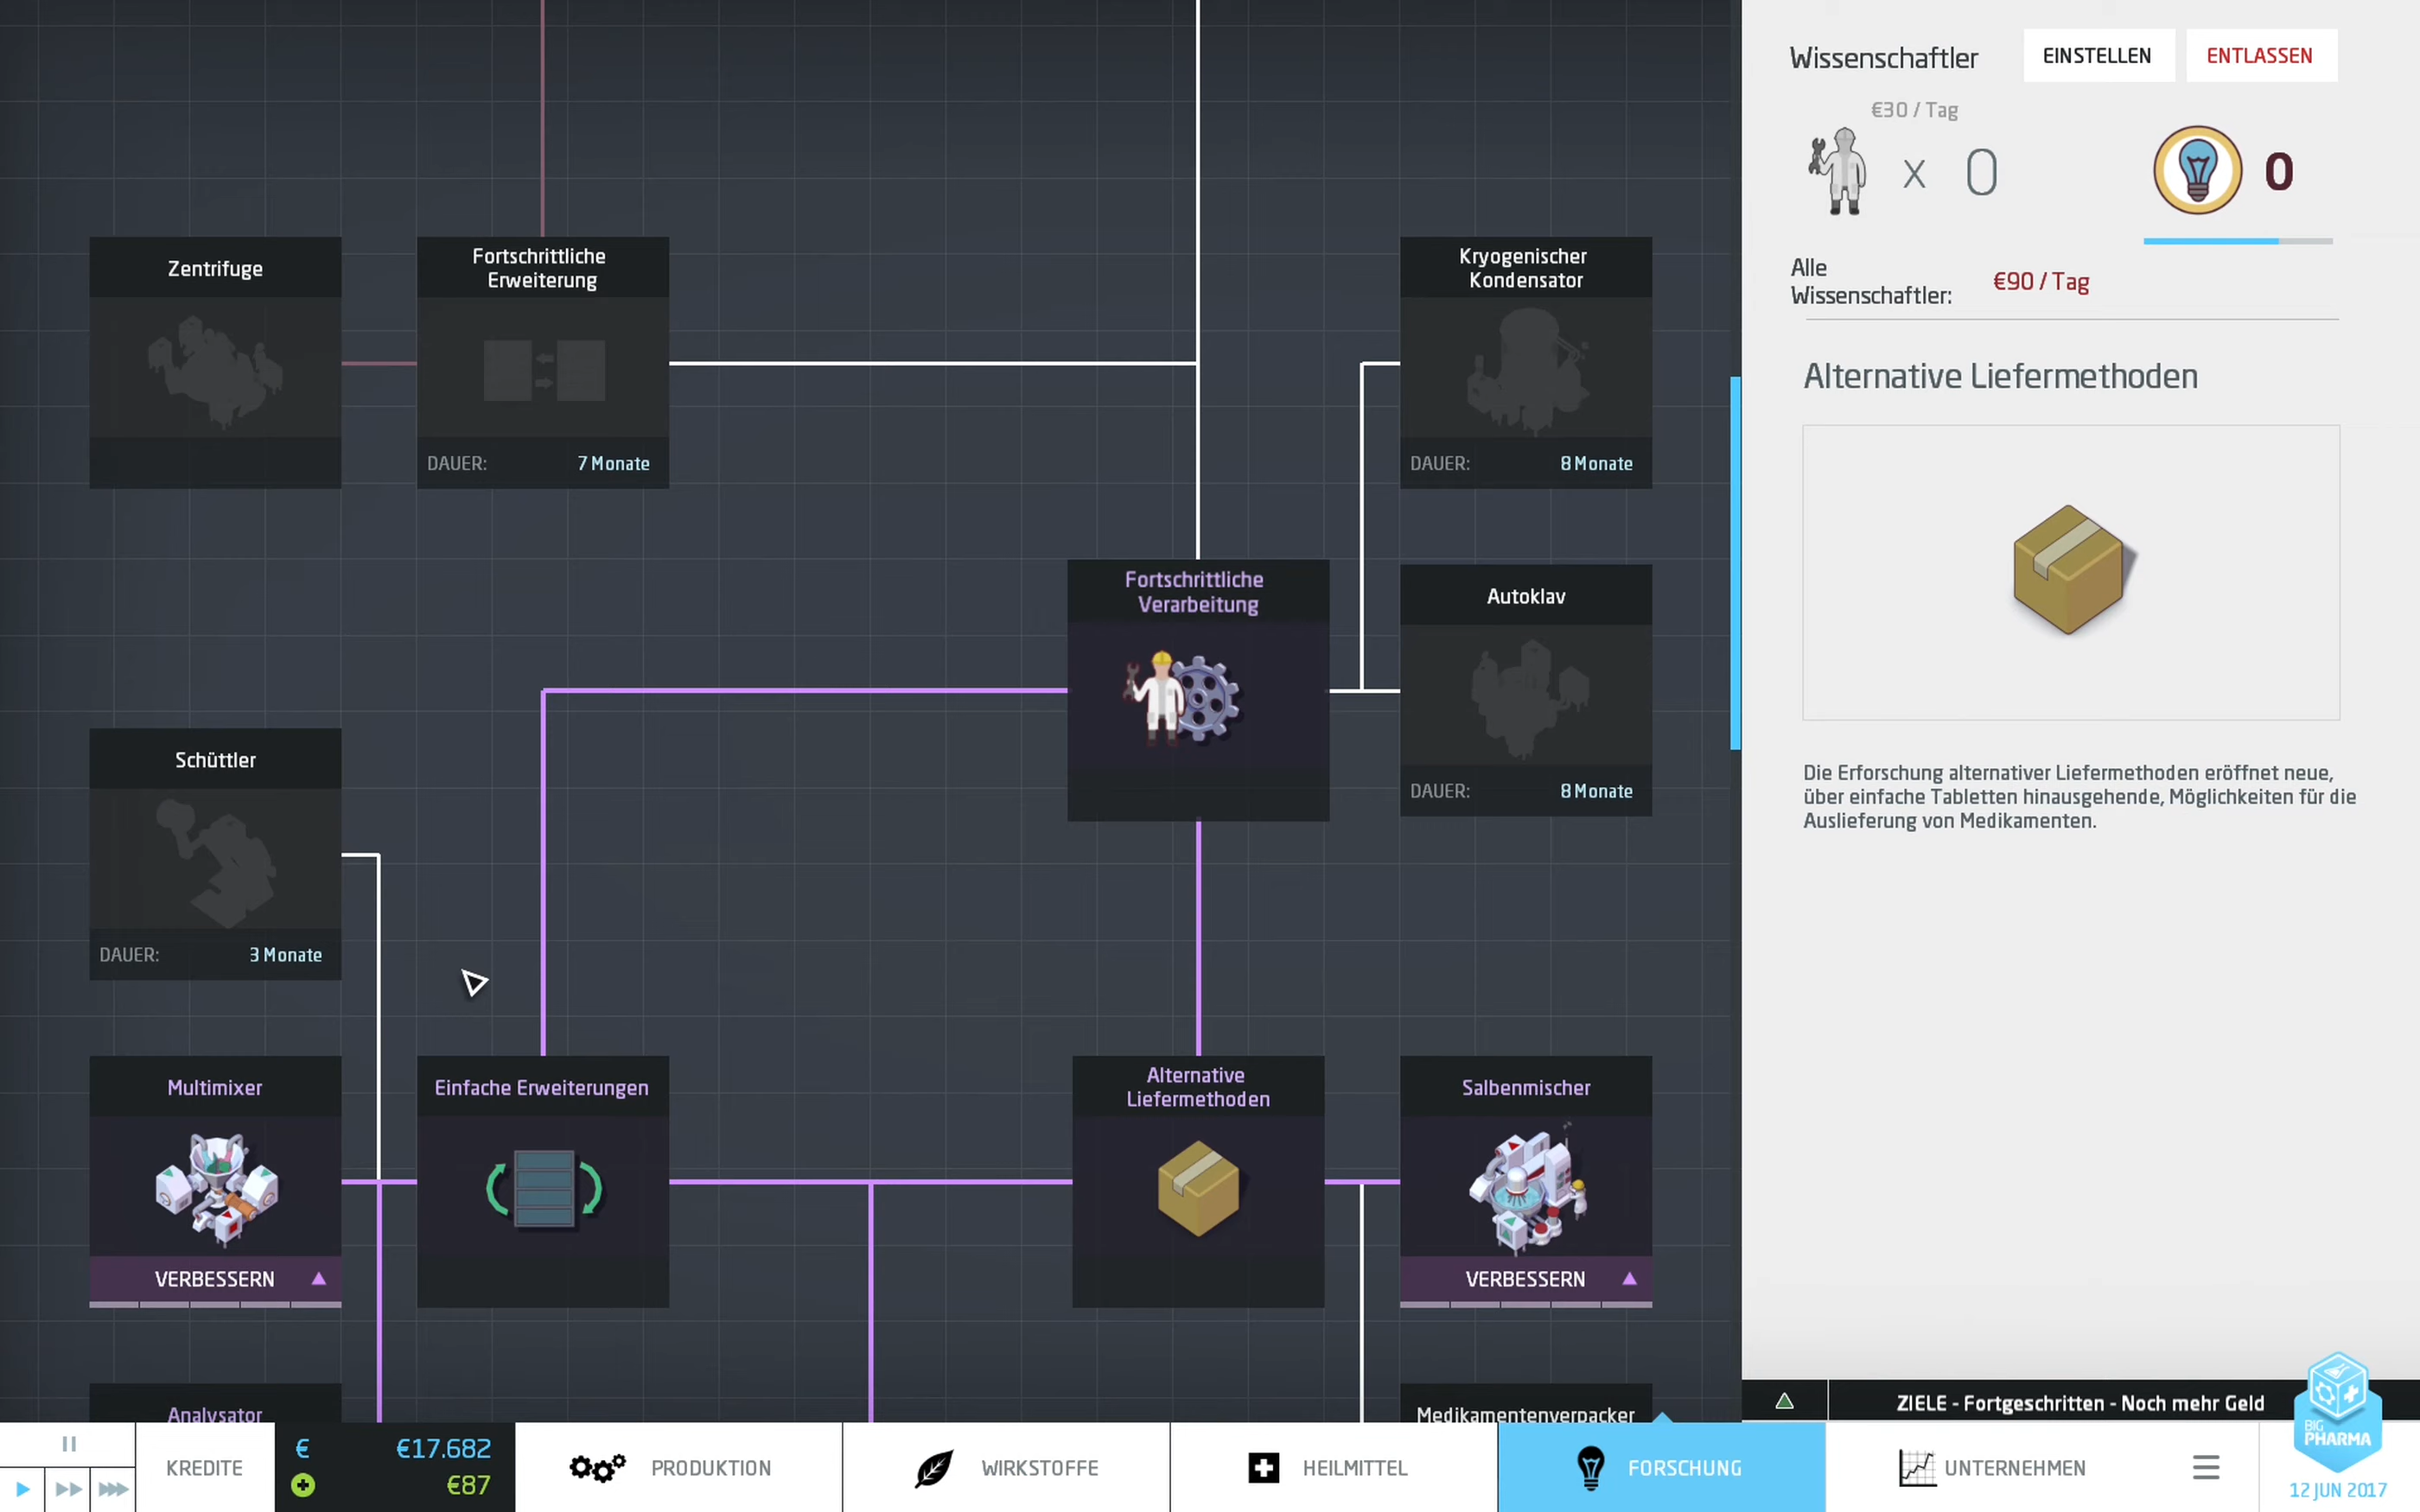 Wissenschaftler
EINSTELLEN
ENTLASSEN
€30 / Tag
x 0
0
Alle
Wissenschaftler:
€90 / Tag
Alternative Liefermethoden
Die Erforschung alternativer Liefermethoden eröffnet neue,
über einfache Tabletten hinausgehende, Möglichkeiten für die
Auslieferung von Medikamenten.
Zentrifuge
Fortschrittliche
Erweiterung
DAUER: 7 Monate
Kryogenischer
Kondensator
DAUER: 8 Monate
Fortschrittliche
Verarbeitung
Autoklav
DAUER: 8 Monate
Schüttler
DAUER: 3 Monate
Multimixer
VERBESSERN
Einfache Erweiterungen
Alternative
Liefermethoden
Salbenmischer
VERBESSERN
Analysator
Medikamentenverpacker
ZIELE - Fortgeschritten - Noch mehr Geld
KREDITE
€ €17.682
€87
PRODUKTION
WIRKSTOFFE
HEILMITTEL
FORSCHUNG
UNTERNEHMEN
BIG
PHARMA
12 JUN 2017